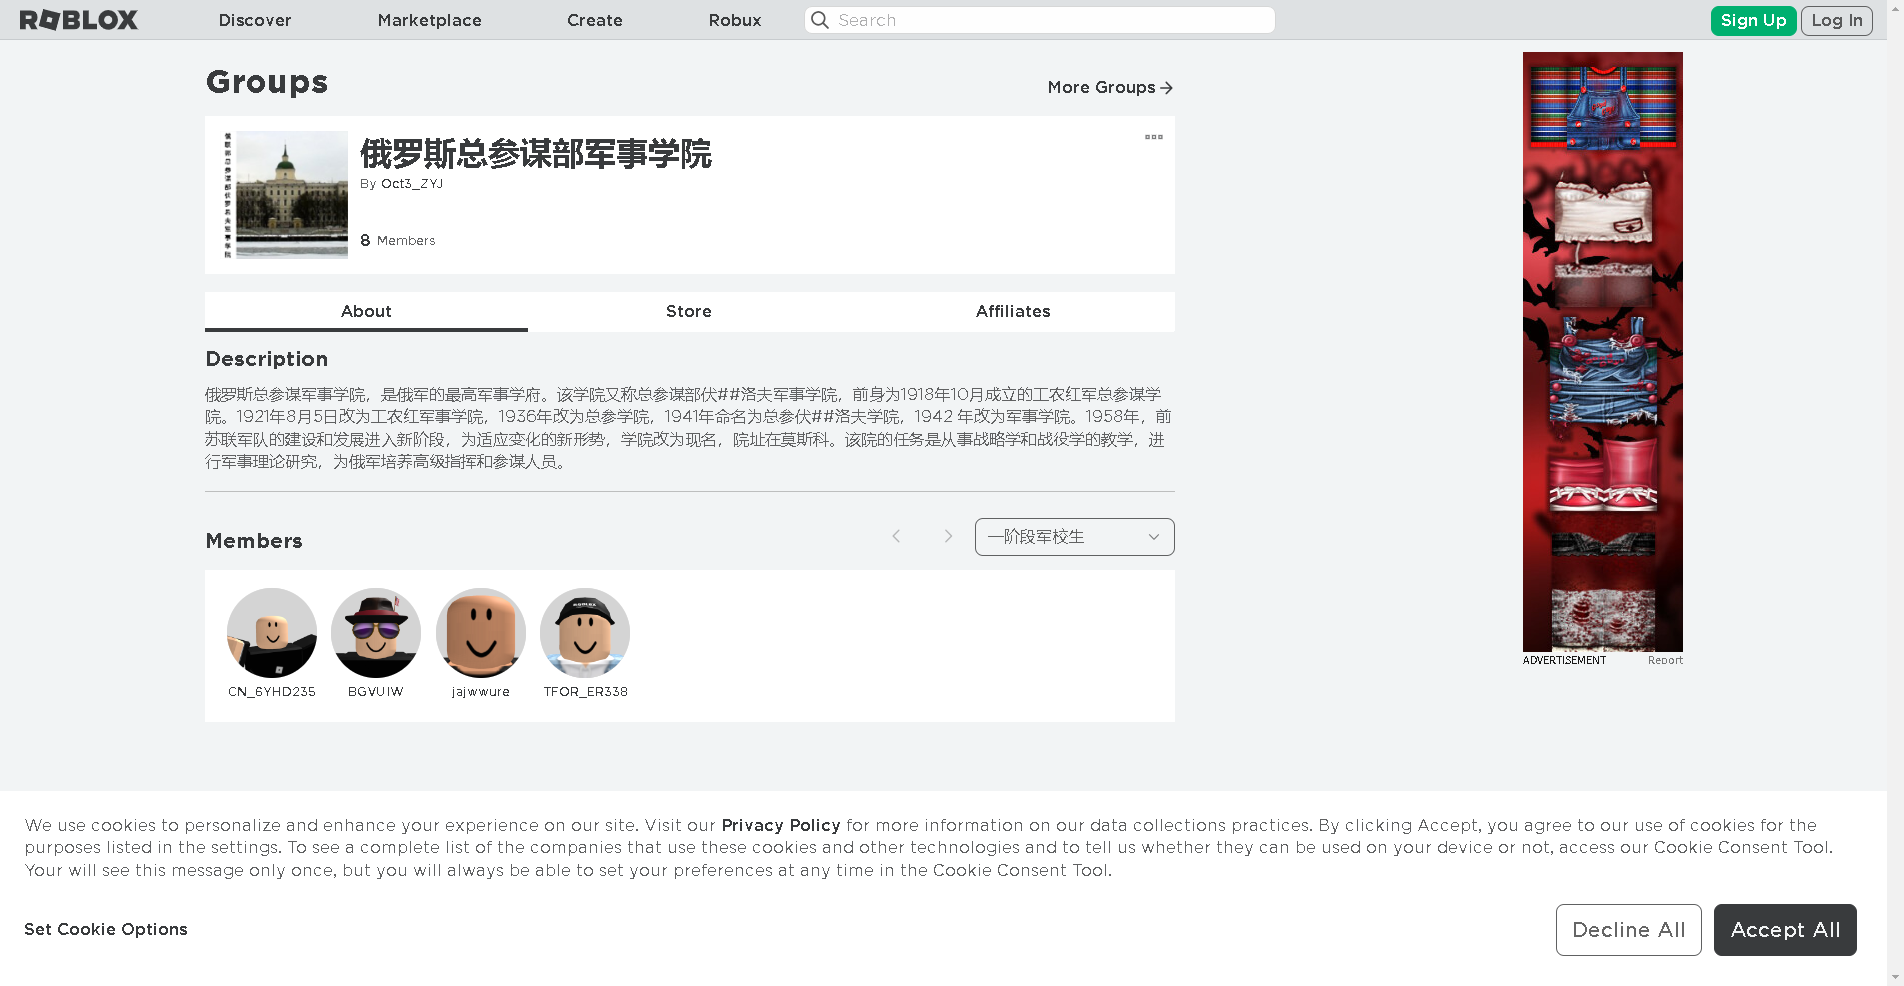 ROBLOX
Discover
Marketplace
Create
Robux
Search
Sign Up
Log In
Groups
More Groups
俄罗斯总参谋部军事学院
By Oct3_ZYJ
8 Members
About
Store
Affiliates
Description
俄罗斯总参谋军事学院，是俄军的最高军事学府。该学院又称总参谋部伏##洛夫军事学院，前身为1918年10月成立的工农红军总参谋学
院。1921年8月5日改为工农红军事学院，1936年改为总参学院，1941年命名为总参伏##洛夫学院，1942 年改为军事学院。1958年，前
苏联军队的建设和发展进入新阶段，为适应变化的新形势，学院改为现名，院址在莫斯科。该院的任务是从事战略学和战役学的教学，进
行军事理论研究，为俄军培养高级指挥和参谋人员。
Members
一阶段军校生
CN_6YHD235
BGVUIW
jajwwure
TFOR_ER338
ADVERTISEMENT
Report
We use cookies to personalize and enhance your experience on our site. Visit our Privacy Policy for more information on our data collections practices. By clicking Accept, you agree to our use of cookies for the
purposes listed in the settings. To see a complete list of the companies that use these cookies and other technologies and to tell us whether they can be used on your device or not, access our Cookie Consent Tool.
Your will see this message only once, but you will always be able to set your preferences at any time in the Cookie Consent Tool.
Set Cookie Options
Decline All
Accept All